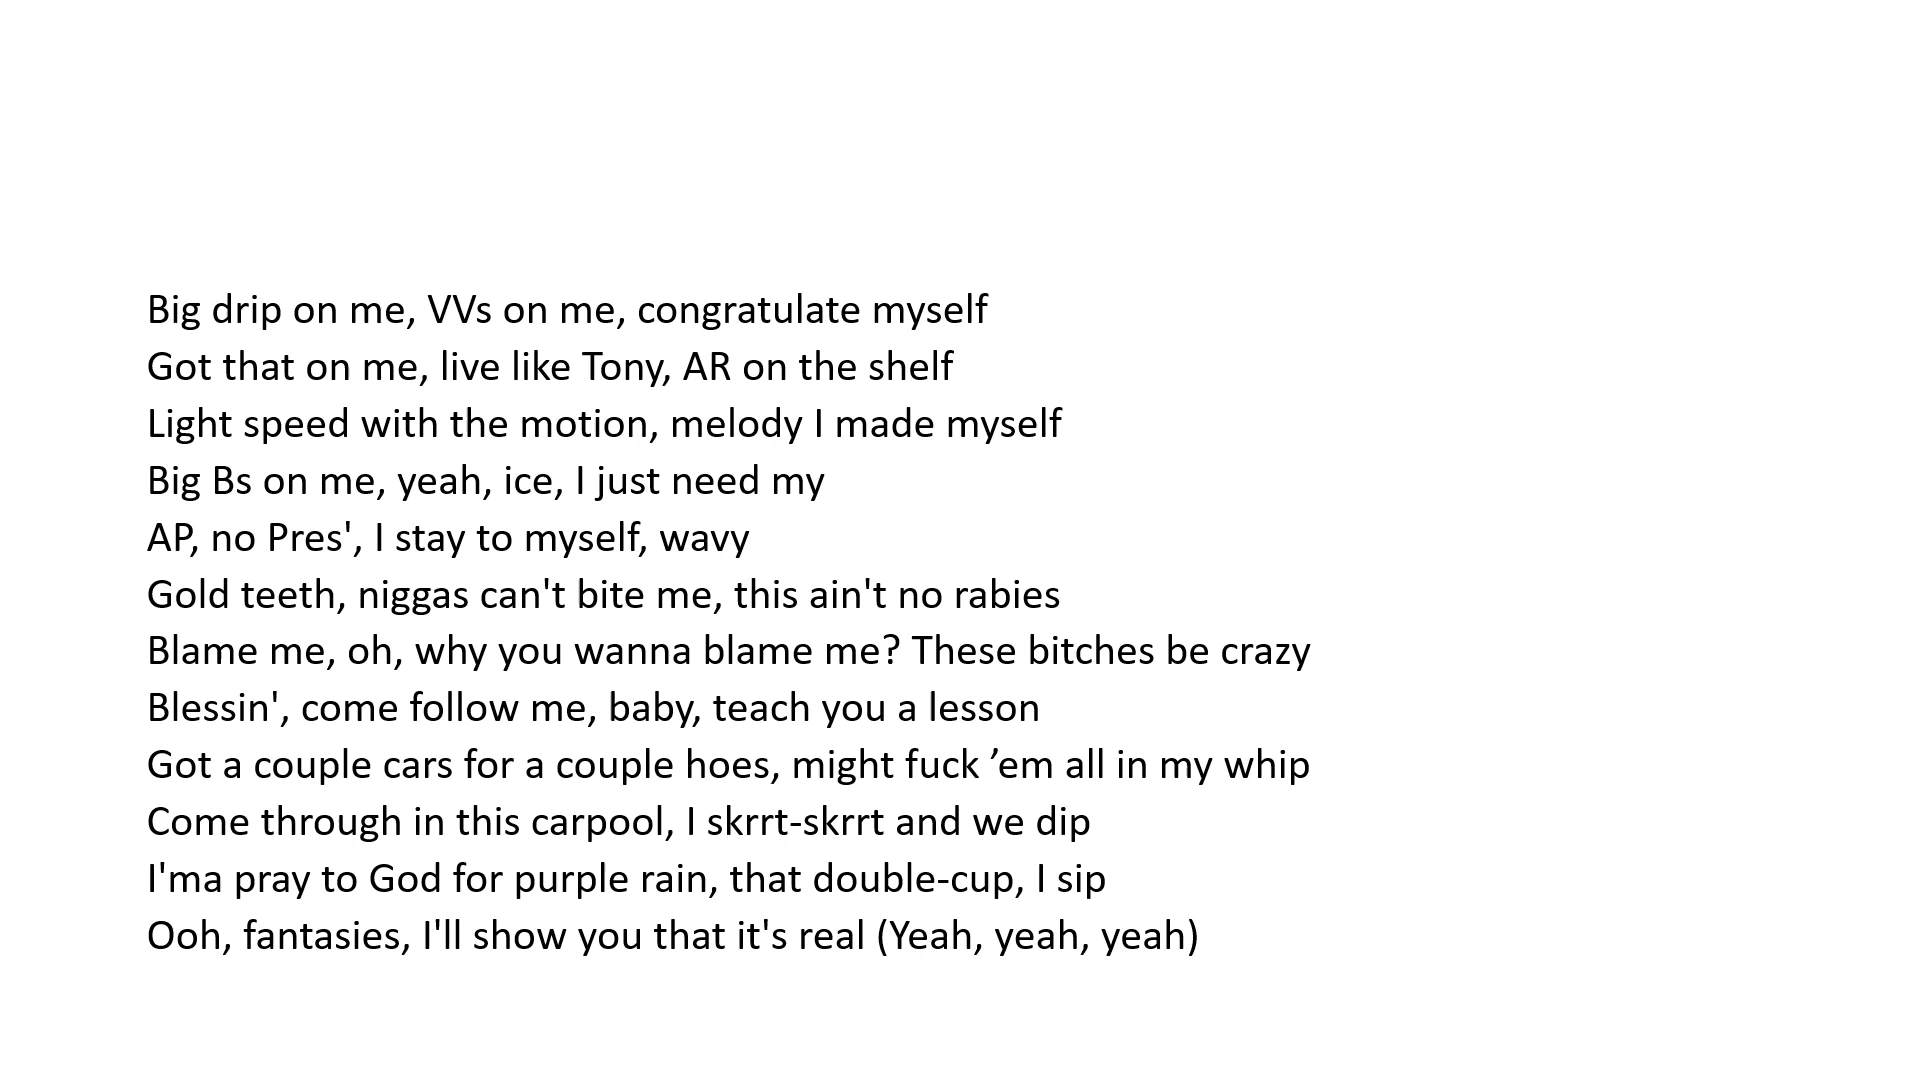 Big drip on me, VVs on me, congratulate myself
Got that on me, live like Tony, AR on the shelf
Light speed with the motion, melody I made myself
Big Bs on me, yeah, ice, I just need my
AP, no Pres', I stay to myself, wavy
Gold teeth, niggas can't bite me, this ain't no rabies
Blame me, oh, why you wanna blame me? These bitches be crazy
Blessin', come follow me, baby, teach you a lesson
Got a couple cars for a couple hoes, might fuck ’em all in my whip
Come through in this carpool, I skrrt-skrrt and we dip
I'ma pray to God for purple rain, that double-cup, I sip
Ooh, fantasies, I'll show you that it's real (Yeah, yeah, yeah)